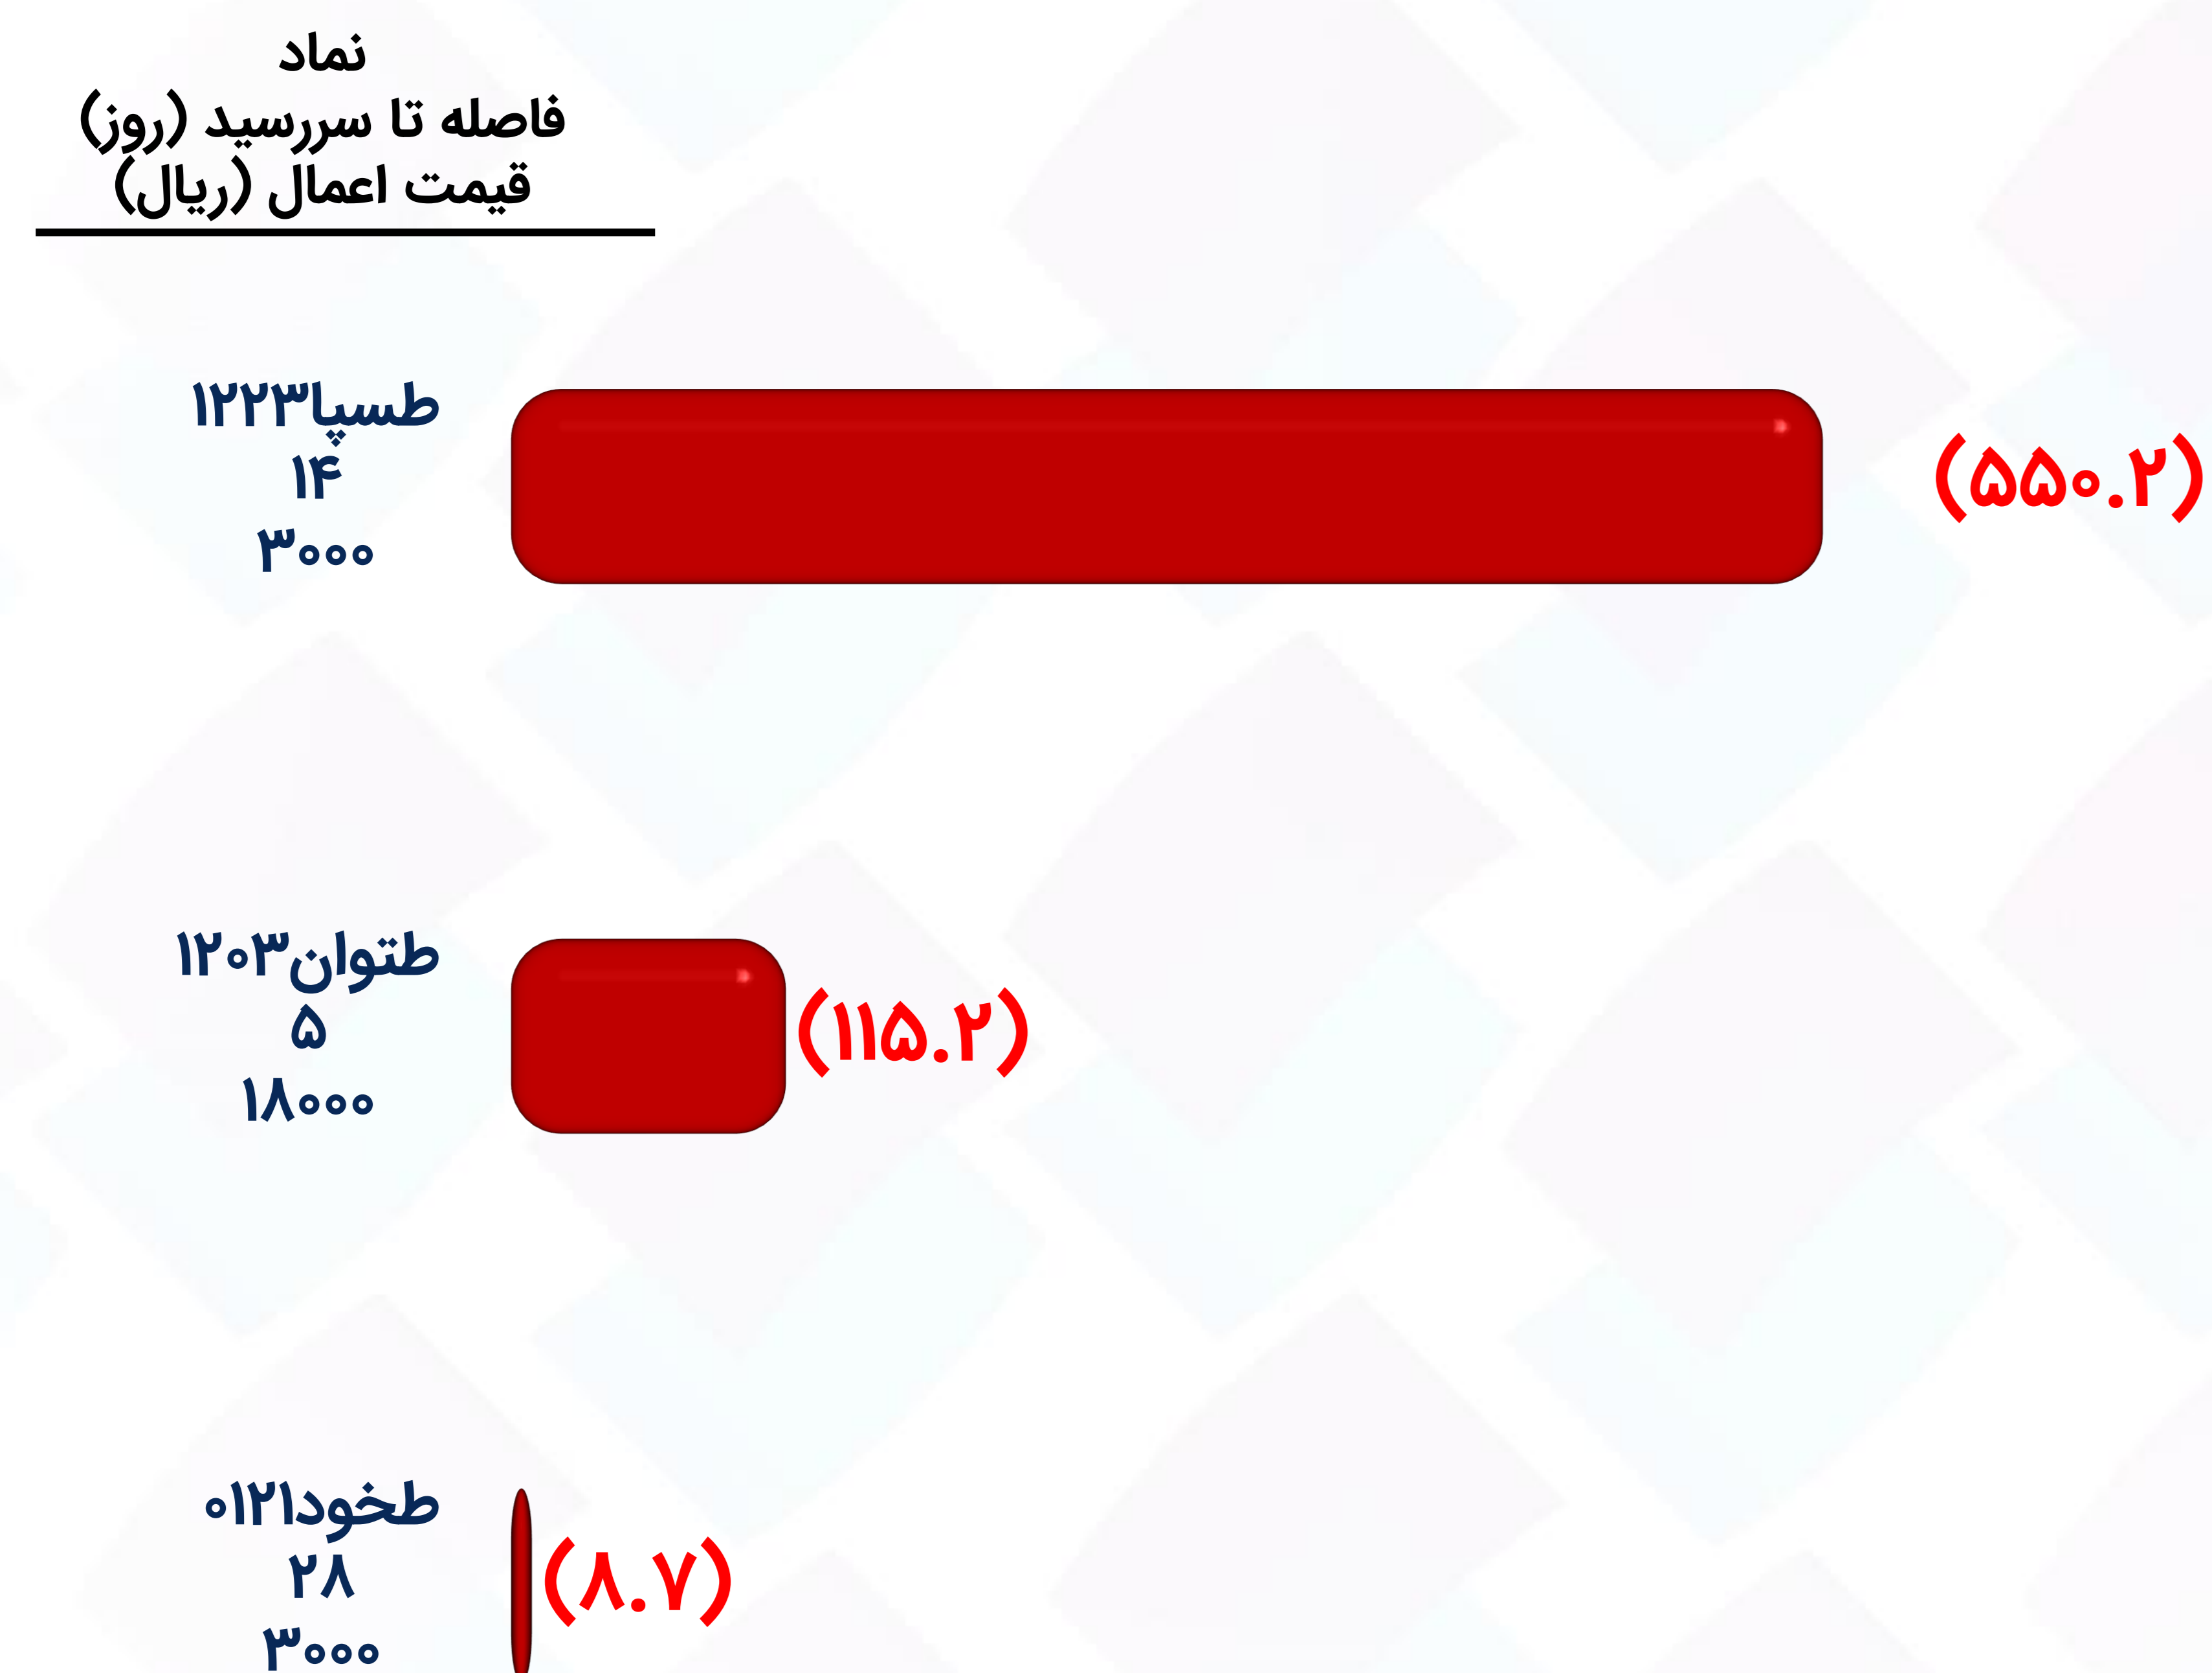 نماد
فاصله تا سررسید (روز)
قیمت اعمال (ریال)
طسپا۱۲۲۳
۱۴
۳۰۰۰
(۵۵۰.۲)
طتوان۱۲۰۳
۵
۱۸۰۰۰
(۱۱۵.۲)
طخود۰۱۲۱
۲۸
۳۰۰۰
(۸.۷)